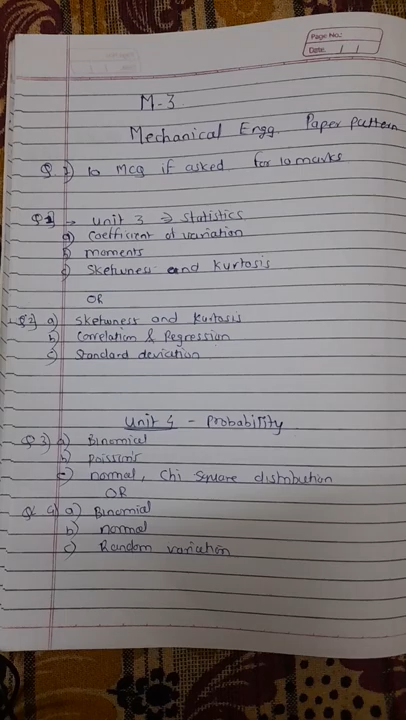 Page No.:
Date: / /
M-3
Mechanical Engg. Paper pattern
Q 1) 10 mcq if asked for 10 marks
Q1] → unit 3 ⇒ statistics
a) Coefficient of variation
b) moments
c) Sketwness and Kurtosis
OR
Q2] a) Sketwness and Kurtosis
b) Correlation & Regression
c) Standard deviation
Unit 4 - Probability
Q 3) a) Binomial
b) poisson's
c) normal, Chi Square distribution
OR
Q 4) a) Binomial
b) normal
c) Random variation